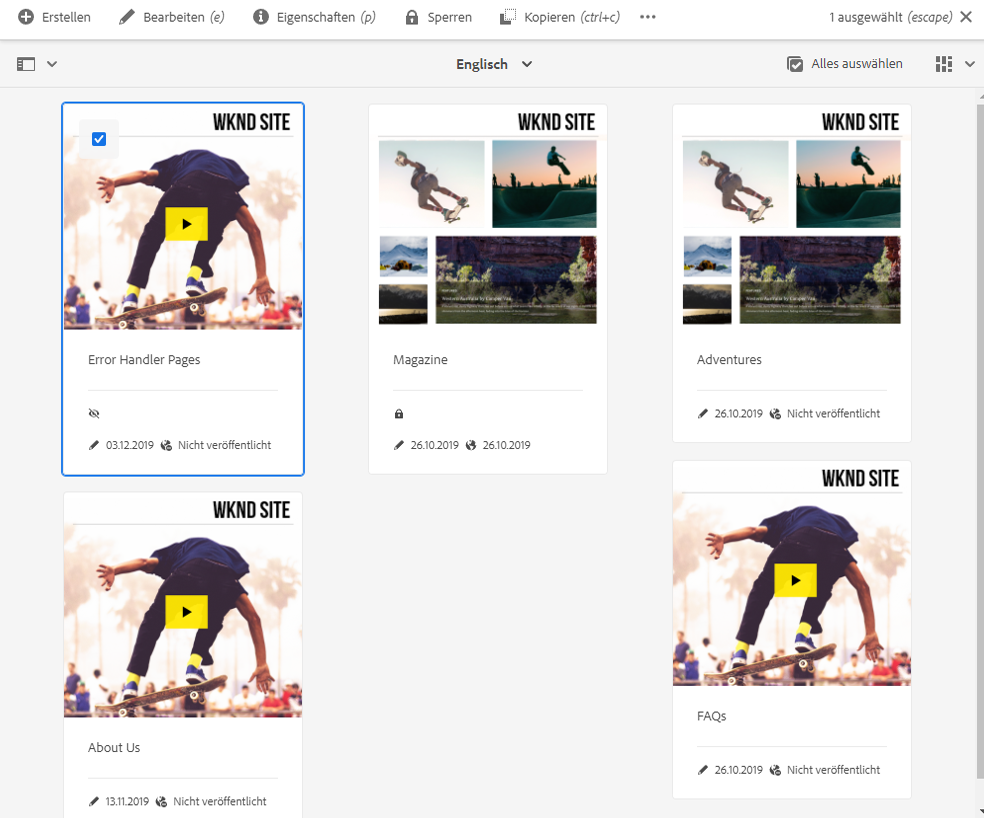 Erstellen Bearbeiten (e) Eigenschaften (p) Sperren Kopieren (ctrl+c) 1 ausgewählt (escape)
Englisch Alles auswählen
WKND SITE
Error Handler Pages
03.12.2019 Nicht veröffentlicht
WKND SITE
Magazine
26.10.2019 26.10.2019
WKND SITE
Adventures
26.10.2019 Nicht veröffentlicht
WKND SITE
About Us
13.11.2019 Nicht veröffentlicht
WKND SITE
FAQs
26.10.2019 Nicht veröffentlicht